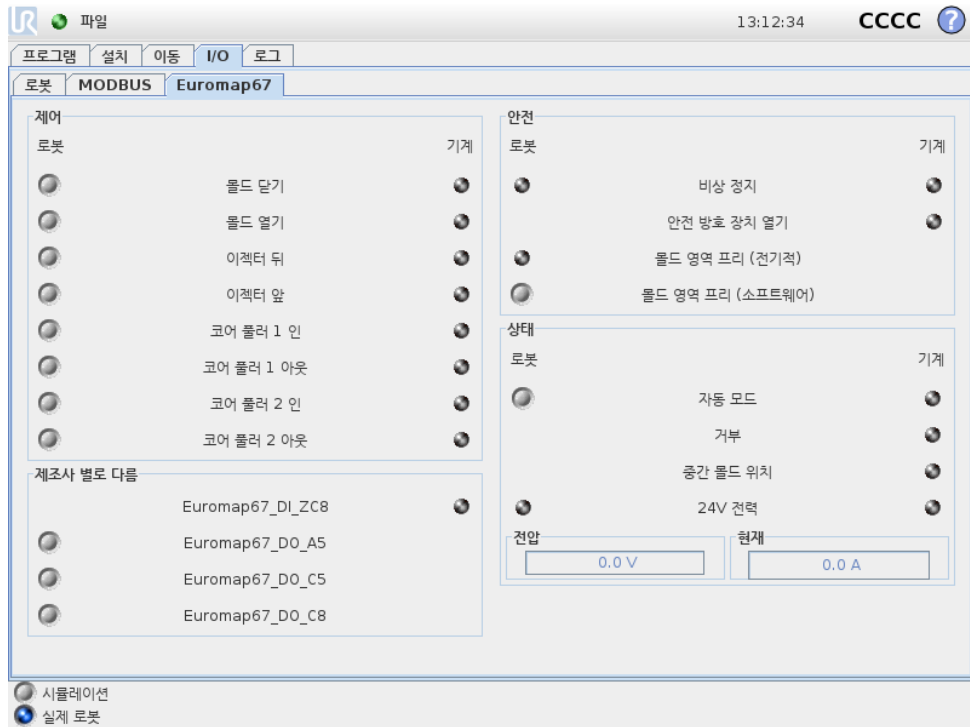 UR 파일 13:12:34 CCCC ?
프로그램 설치 이동 I/O 로그
로봇 MODBUS Euromap67
제어
로봇 기계
몰드 닫기
몰드 열기
이젝터 뒤
이젝터 앞
코어 풀러 1 인
코어 풀러 1 아웃
코어 풀러 2 인
코어 풀러 2 아웃
제조사 별로 다름
Euromap67_DI_ZC8
Euromap67_DO_A5
Euromap67_DO_C5
Euromap67_DO_C8
안전
로봇 기계
비상 정지
안전 방호 장치 열기
몰드 영역 프리 (전기적)
몰드 영역 프리 (소프트웨어)
상태
로봇 기계
자동 모드
거부
중간 몰드 위치
24V 전력
전압 현재
0.0 V 0.0 A
시뮬레이션
실제 로봇